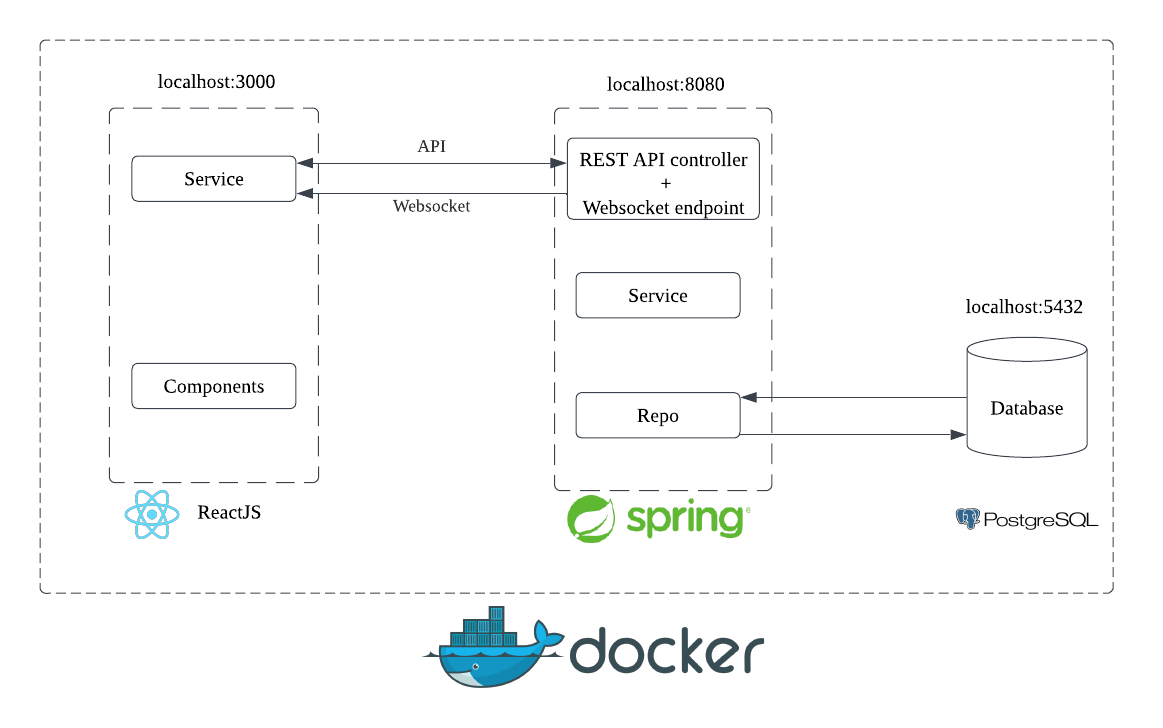 localhost:3000
localhost:8080
API
REST API controller
+
Websocket endpoint
Service
Websocket
Service
localhost:5432
Components
Repo
Database
ReactJS
spring
PostgreSQL
docker